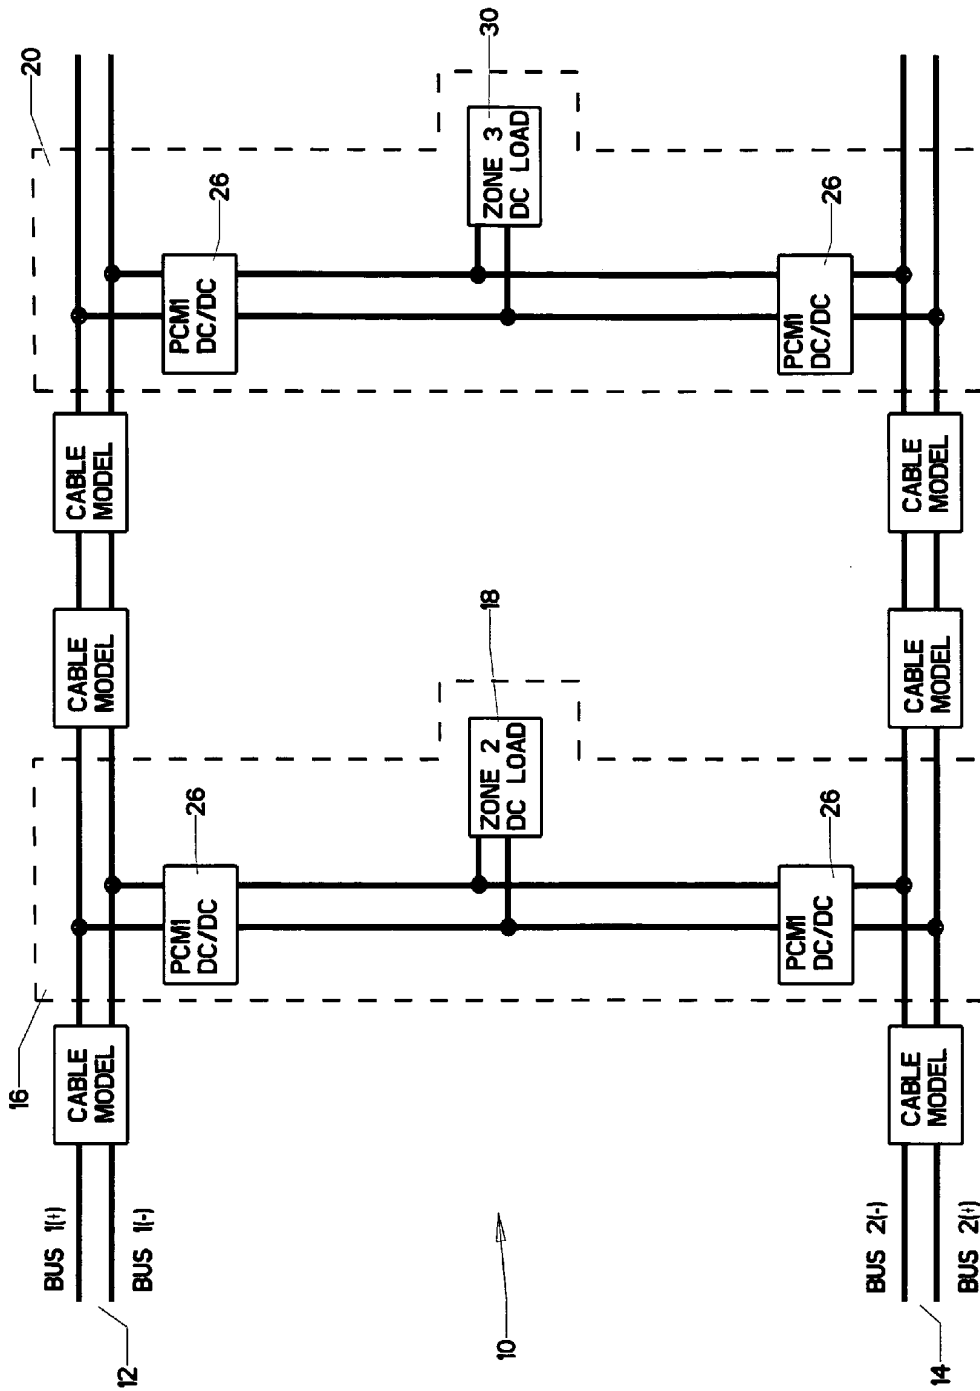 20
30
CABLE
MODEL
CABLE
MODEL
CABLE
MODEL
16
BUS 1(+)
BUS 1(-)
12
PCM1
DC/DC
26
PCM1
DC/DC
26
ZONE 2
DC LOAD
18
ZONE 3
DC LOAD
10
PCM1
DC/DC
26
PCM1
DC/DC
26
BUS 2(-)
BUS 2(+)
14
CABLE
MODEL
CABLE
MODEL
CABLE
MODEL